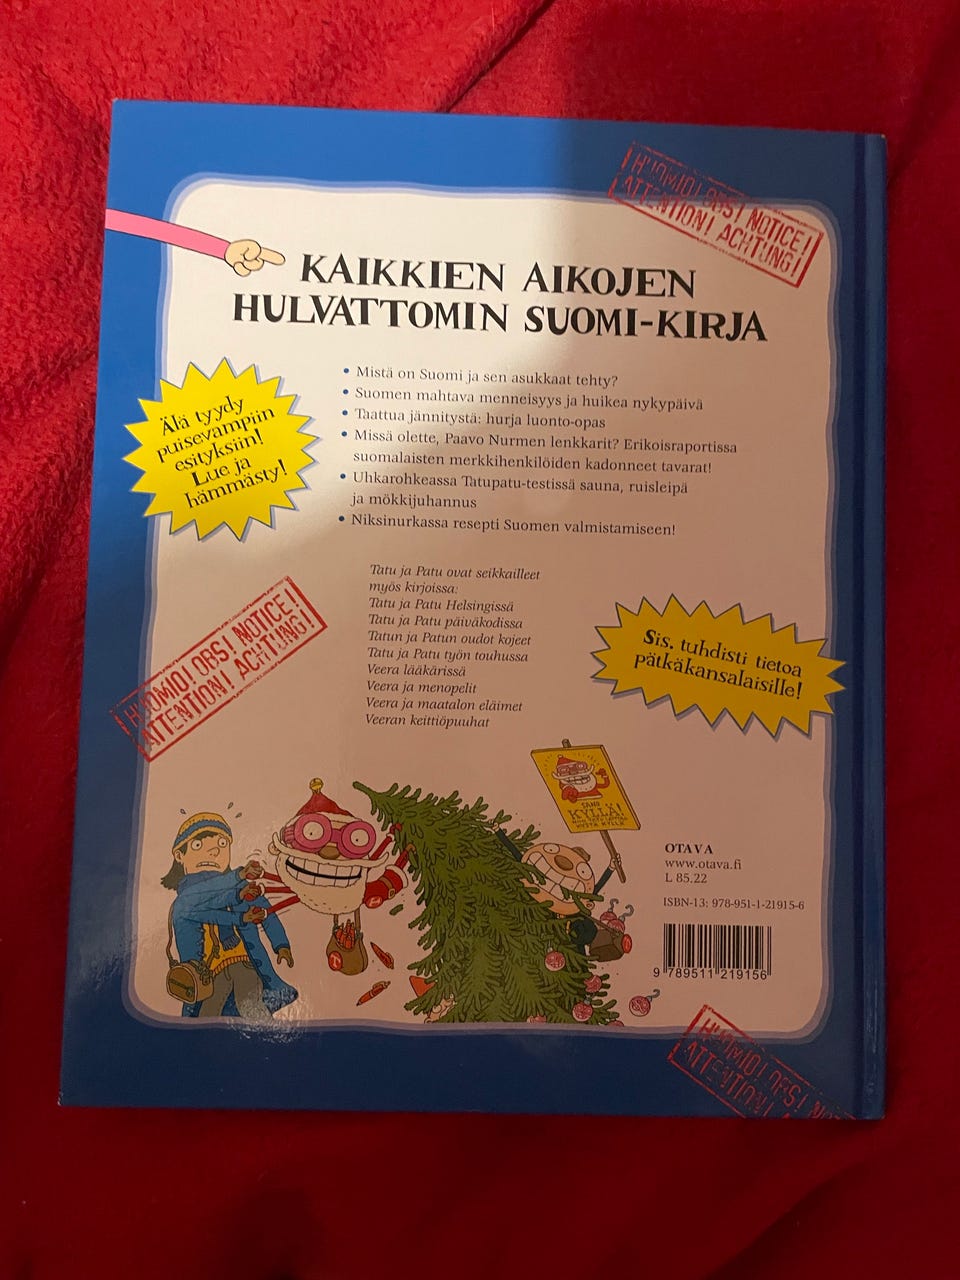 HUOMIO! OBS! NOTICE!
ATTENTION! ACHTUNG!
KAIKKIEN AIKOJEN
HULVATTOMIN SUOMI-KIRJA
• Mistä on Suomi ja sen asukkaat tehty?
• Suomen mahtava menneisyys ja huikea nykypäivä
• Taattua jännitystä: hurja luonto-opas
• Missä olette, Paavo Nurmen lenkkarit? Erikoisraportissa
suomalaisten merkkihenkilöiden kadonneet tavarat!
• Uhkarohkeassa Tatupatu-testissä sauna, ruisleipä
ja mökkijuhannus
• Niksinurkassa resepti Suomen valmistamiseen!
Älä tyydy
puisevampiin
esityksiin!
Lue ja
hämmästy!
Tatu ja Patu ovat seikkailleet
myös kirjoissa:
Tatu ja Patu Helsingissä
Tatu ja Patu päiväkodissa
Tatun ja Patun oudot kojeet
Tatu ja Patu työn touhussa
Veera lääkärissä
Veera ja menopelit
Veera ja maatalon eläimet
Veeran keittiöpuuhat
HUOMIO! OBS! NOTICE!
ATTENTION! ACHTUNG!
Sis. tuhdisti tietoa
pätkäkansalaisille!
SANO
KYLLÄ!
OTAVA
www.otava.fi
L 85.22
ISBN-13: 978-951-1-21915-6
9 789511 219156
T
HUOMIO! OBS! NO
ATTENTION! A